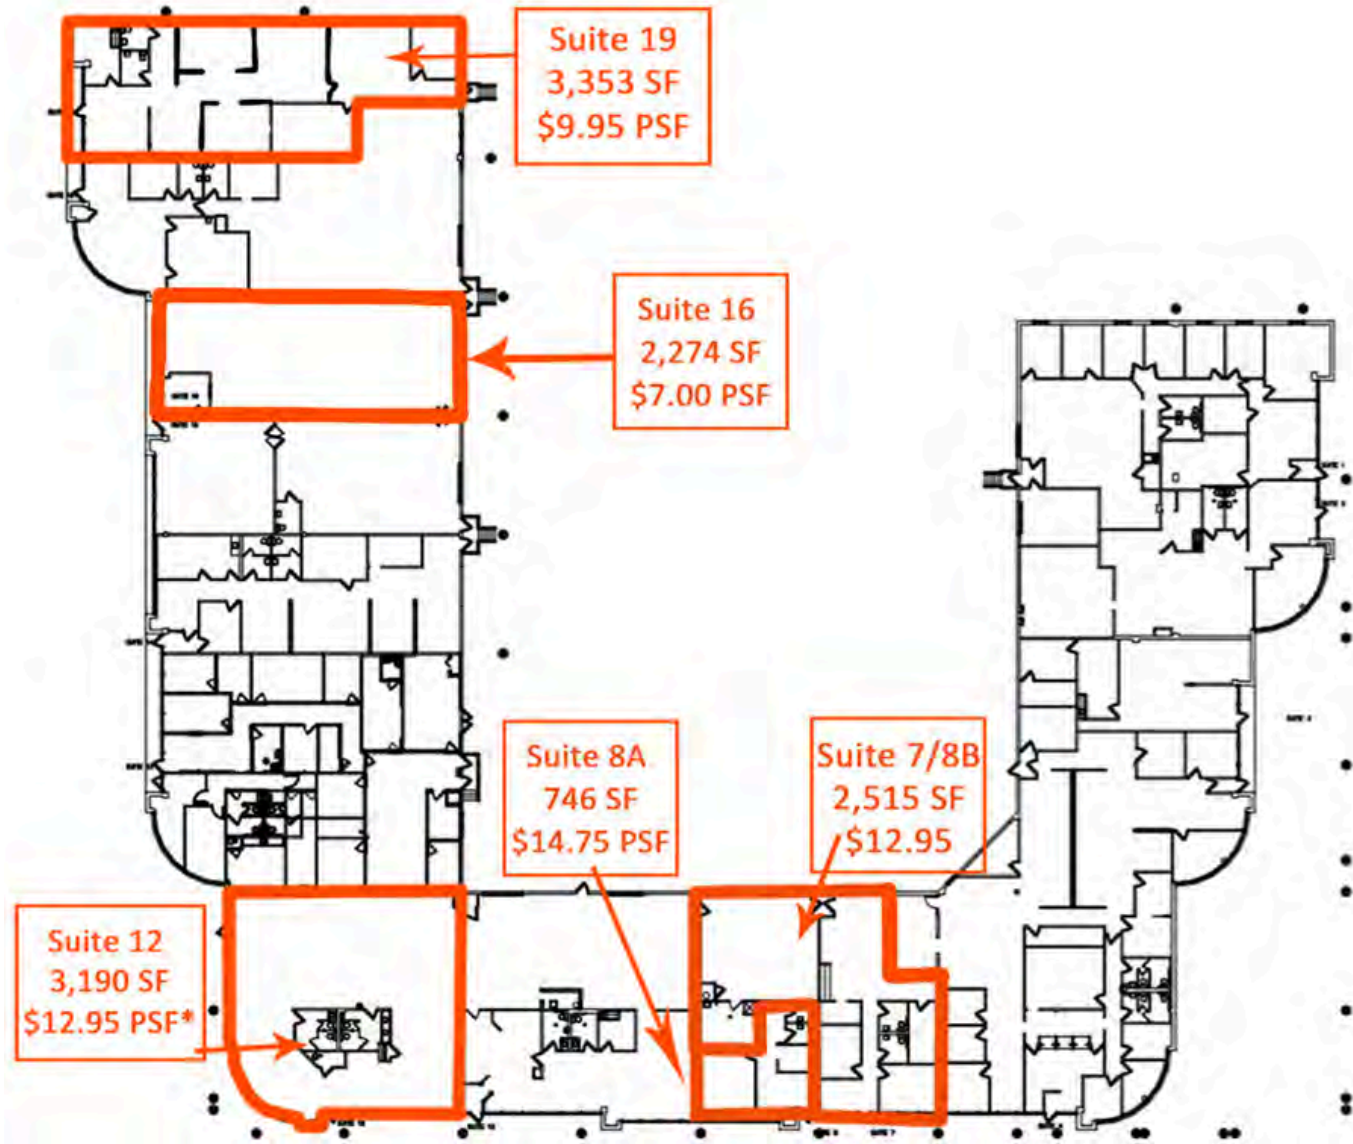 Suite 19
3,353 SF
$9.95 PSF
Suite 16
2,274 SF
$7.00 PSF
Suite 8A
746 SF
$14.75 PSF
Suite 7/8B
2,515 SF
$12.95
Suite 12
3,190 SF
$12.95 PSF*